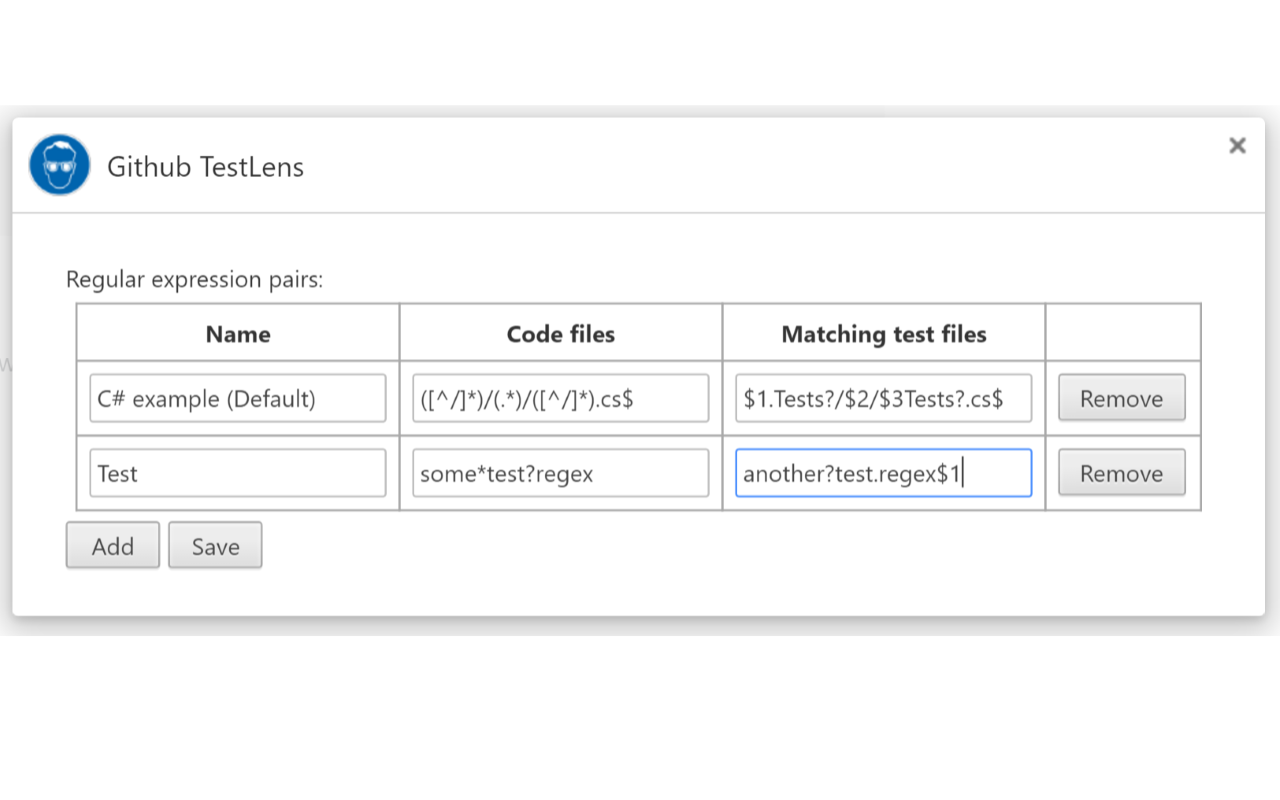 Github TestLens
×
Regular expression pairs:
Name Code files Matching test files
C# example (Default) ([^/]*)/(.*)/([^/]*).cs$ $1.Tests?/$2/$3Tests?.cs$ Remove
Test some*test?regex another?test.regex$1 Remove
Add Save
w